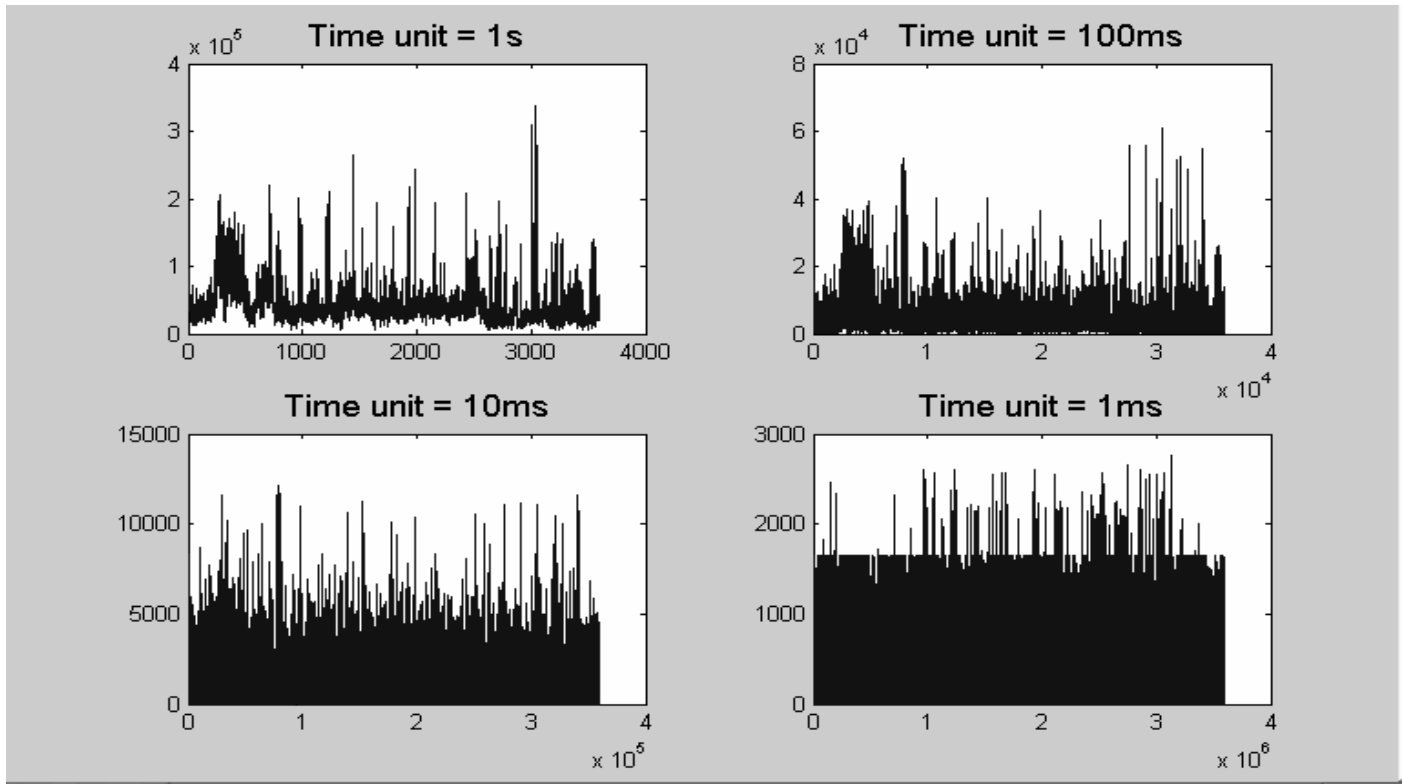 Time unit = 1s
x 10^5
4
3
2
1
0
0 1000 2000 3000 4000
Time unit = 100ms
x 10^4
8
6
4
2
0
0 1 2 3 4
x 10^4
Time unit = 10ms
15000
10000
5000
0
0 1 2 3 4
x 10^5
Time unit = 1ms
3000
2000
1000
0
0 1 2 3 4
x 10^6